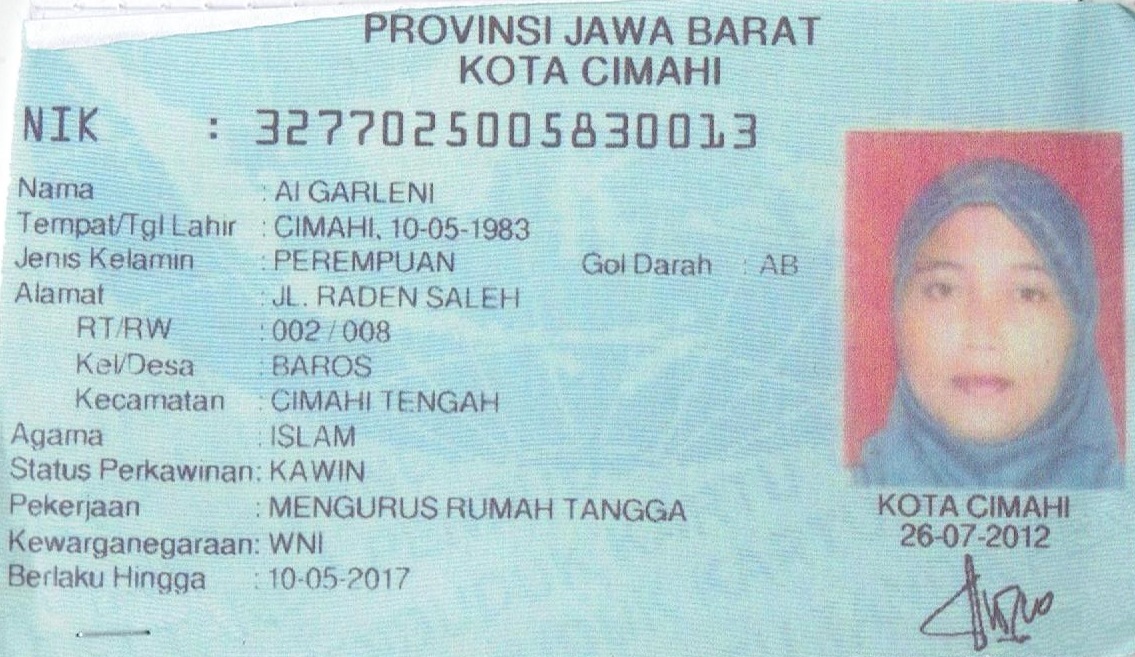 PROVINSI JAWA BARAT
KOTA CIMAHI
NIK : 3277025005830013
Nama : AI GARLENI
Tempat/Tgl Lahir : CIMAHI, 10-05-1983
Jenis Kelamin : PEREMPUAN Gol Darah : AB
Alamat : JL. RADEN SALEH
RT/RW : 002 / 008
Kel/Desa : BAROS
Kecamatan : CIMAHI TENGAH
Agama : ISLAM
Status Perkawinan: KAWIN
Pekerjaan : MENGURUS RUMAH TANGGA
Kewarganegaraan: WNI
Berlaku Hingga : 10-05-2017
KOTA CIMAHI
26-07-2012